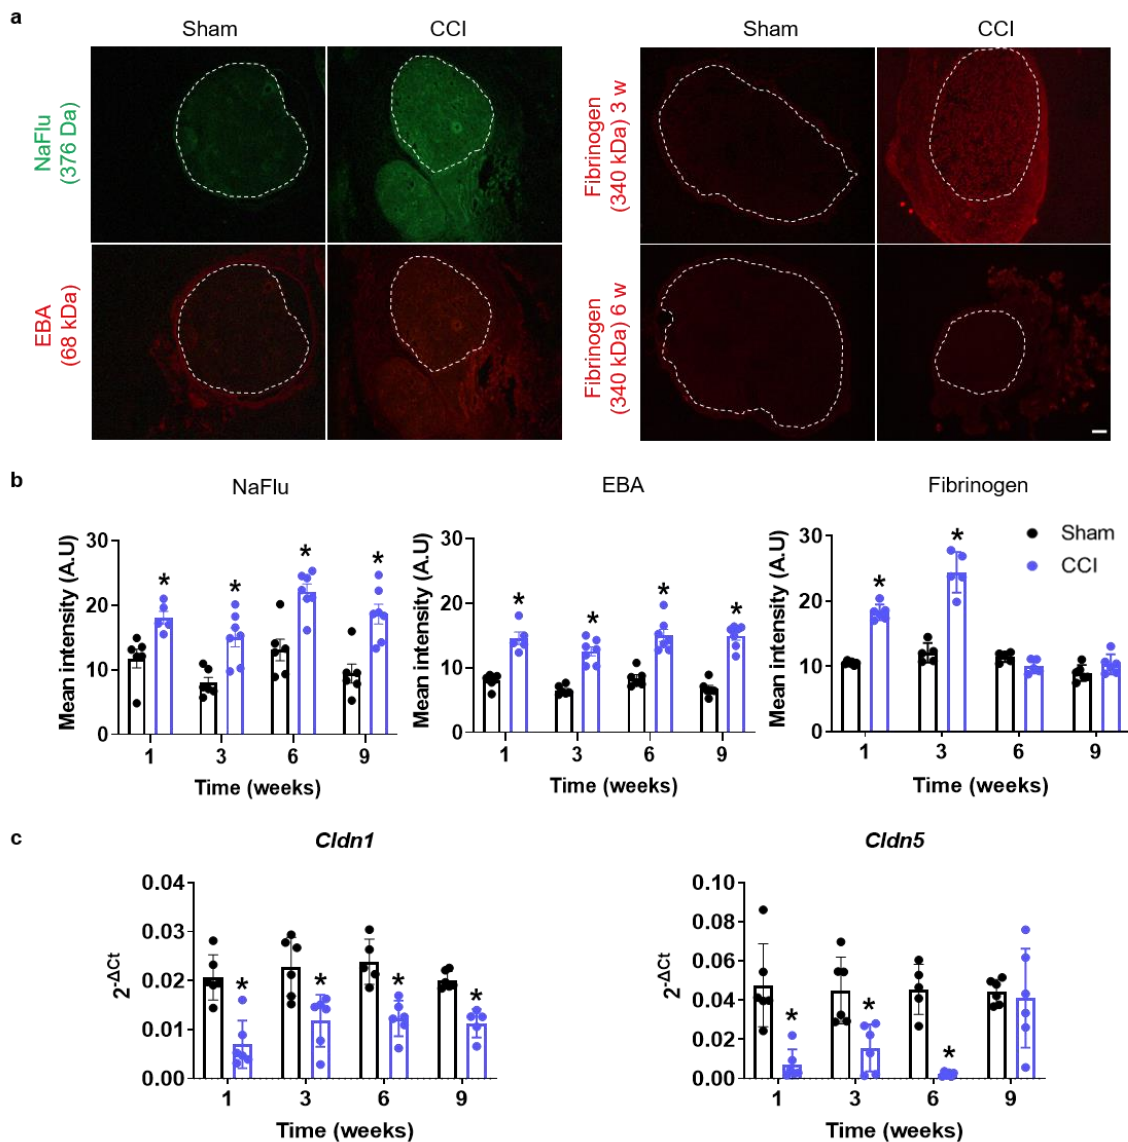 a
Sham
CCI
Sham
CCI
NaFlu
(376 Da)
EBA
(68 kDa)
Fibrinogen
(340 kDa) 3 w
Fibrinogen
(340 kDa) 6 w
b
NaFlu
EBA
Fibrinogen
Sham
CCI
Mean intensity (A.U)
30
20
10
0
* * * *
1 3 6 9
Time (weeks)
Mean intensity (A.U)
30
20
10
0
* * * *
1 3 6 9
Time (weeks)
Mean intensity (A.U)
30
20
10
0
* *
1 3 6 9
Time (weeks)
c
Cldn1
Cldn5
2^-ΔCt
0.04
0.03
0.02
0.01
0.00
* * * *
1 3 6 9
Time (weeks)
2^-ΔCt
0.10
0.08
0.06
0.04
0.02
0.00
* * *
1 3 6 9
Time (weeks)